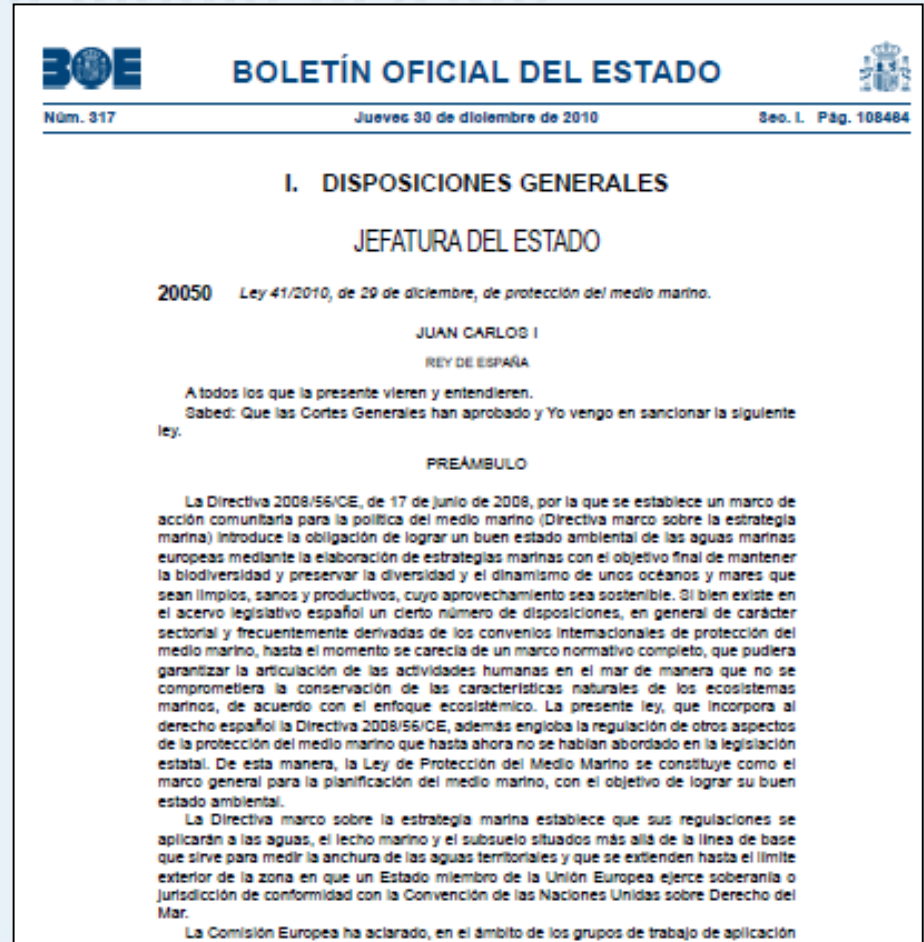 BOE
BOLETÍN OFICIAL DEL ESTADO
Núm. 317
Jueves 30 de diciembre de 2010
Sec. I. Pág. 108464
I. DISPOSICIONES GENERALES
JEFATURA DEL ESTADO
20050 Ley 41/2010, de 29 de diciembre, de protección del medio marino.
JUAN CARLOS I
REY DE ESPAÑA
A todos los que la presente vieren y entendieren.
Sabed: Que las Cortes Generales han aprobado y Yo vengo en sancionar la siguiente
ley.
PREÁMBULO
La Directiva 2008/56/CE, de 17 de junio de 2008, por la que se establece un marco de
acción comunitaria para la política del medio marino (Directiva marco sobre la estrategia
marina) introduce la obligación de lograr un buen estado ambiental de las aguas marinas
europeas mediante la elaboración de estrategias marinas con el objetivo final de mantener
la biodiversidad y preservar la diversidad y el dinamismo de unos océanos y mares que
sean limpios, sanos y productivos, cuyo aprovechamiento sea sostenible. Si bien existe en
el acervo legislativo español un cierto número de disposiciones, en general de carácter
sectorial y frecuentemente derivadas de los convenios internacionales de protección del
medio marino, hasta el momento se carecía de un marco normativo completo, que pudiera
garantizar la articulación de las actividades humanas en el mar de manera que no se
comprometiera la conservación de las características naturales de los ecosistemas
marinos, de acuerdo con el enfoque ecosistémico. La presente ley, que incorpora al
derecho español la Directiva 2008/56/CE, además engloba la regulación de otros aspectos
de la protección del medio marino que hasta ahora no se habían abordado en la legislación
estatal. De esta manera, la Ley de Protección del Medio Marino se constituye como el
marco general para la planificación del medio marino, con el objetivo de lograr su buen
estado ambiental.
La Directiva marco sobre la estrategia marina establece que sus regulaciones se
aplicarán a las aguas, el lecho marino y el subsuelo situados más allá de la línea de base
que sirve para medir la anchura de las aguas territoriales y que se extienden hasta el límite
exterior de la zona en que un Estado miembro de la Unión Europea ejerce soberanía o
jurisdicción de conformidad con la Convención de las Naciones Unidas sobre Derecho del
Mar.
La Comisión Europea ha aclarado, en el ámbito de los grupos de trabajo de aplicación